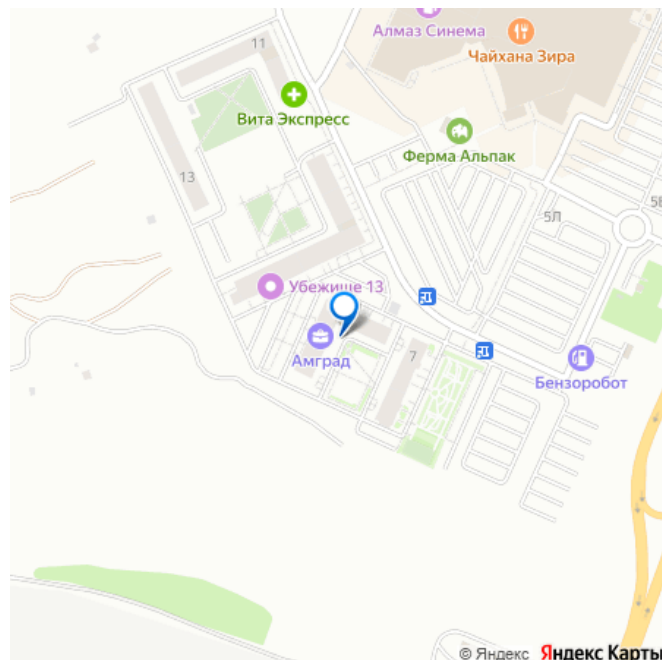 Алмаз Синема
11
Чайхана Зира
Вита Экспресс
Ферма Альпак
13
5Л
Убежище 13
Амград
7
Бензоробот
© Яндекс Яндекс Карты